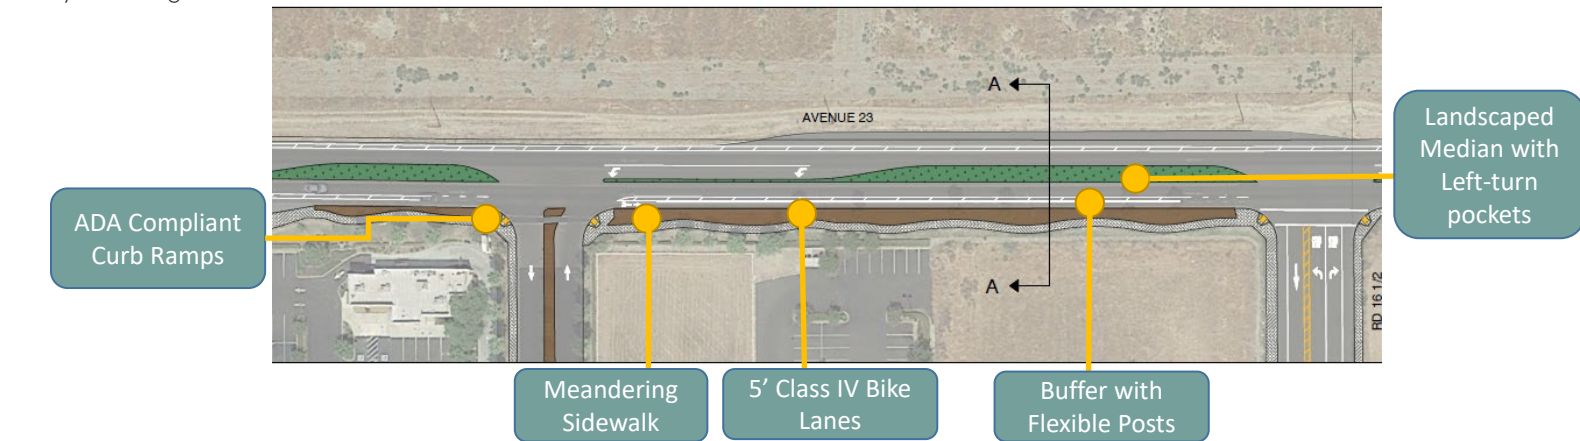 A
AVENUE 23
Landscaped
Median with
Left-turn
pockets
ADA Compliant
Curb Ramps
A
RD 16 1/2
Meandering
Sidewalk
5’ Class IV Bike
Lanes
Buffer with
Flexible Posts